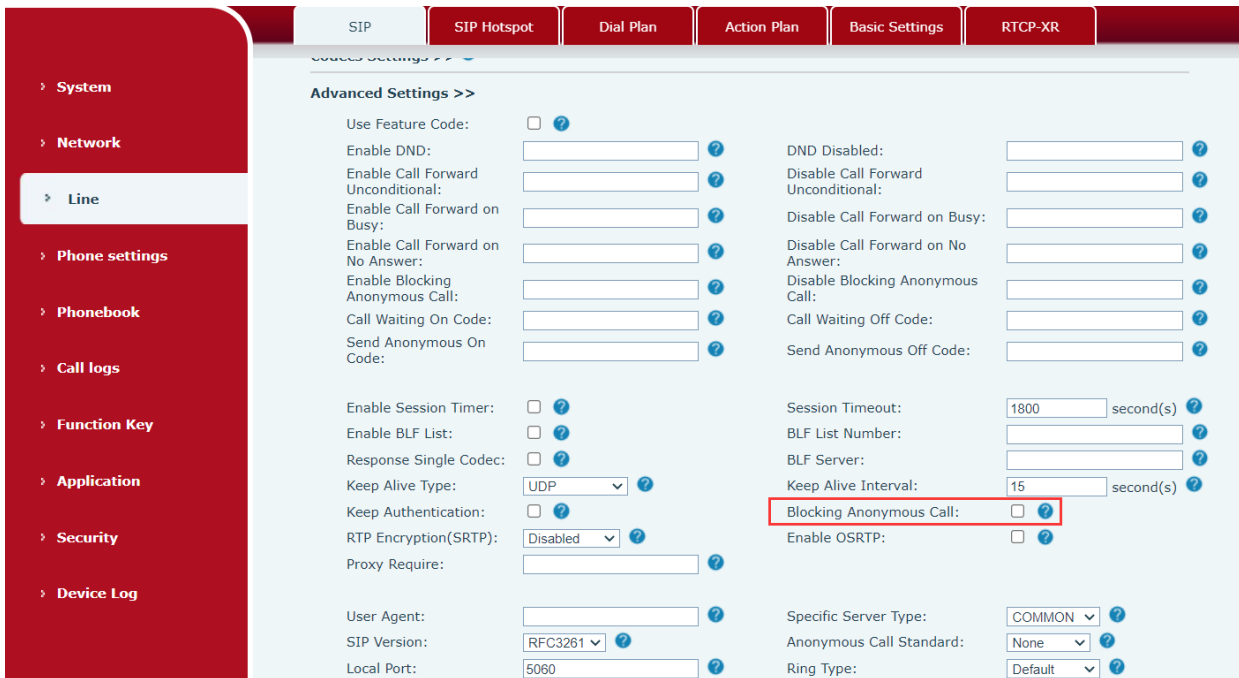 SIP SIP Hotspot Dial Plan Action Plan Basic Settings RTCP-XR
Codecs Settings >>
Advanced Settings >>
System
Network
Line
Phone settings
Phonebook
Call logs
Function Key
Application
Security
Device Log
Use Feature Code:
Enable DND: DND Disabled:
Enable Call Forward Unconditional: Disable Call Forward Unconditional:
Enable Call Forward on Busy: Disable Call Forward on Busy:
Enable Call Forward on No Answer: Disable Call Forward on No Answer:
Enable Blocking Anonymous Call: Disable Blocking Anonymous Call:
Call Waiting On Code: Call Waiting Off Code:
Send Anonymous On Code: Send Anonymous Off Code:
Enable Session Timer: Session Timeout: 1800 second(s)
Enable BLF List: BLF List Number:
Response Single Codec: BLF Server:
Keep Alive Type: UDP Keep Alive Interval: 15 second(s)
Keep Authentication: Blocking Anonymous Call:
RTP Encryption(SRTP): Disabled Enable OSRTP:
Proxy Require:
User Agent: Specific Server Type: COMMON
SIP Version: RFC3261 Anonymous Call Standard: None
Local Port: 5060 Ring Type: Default